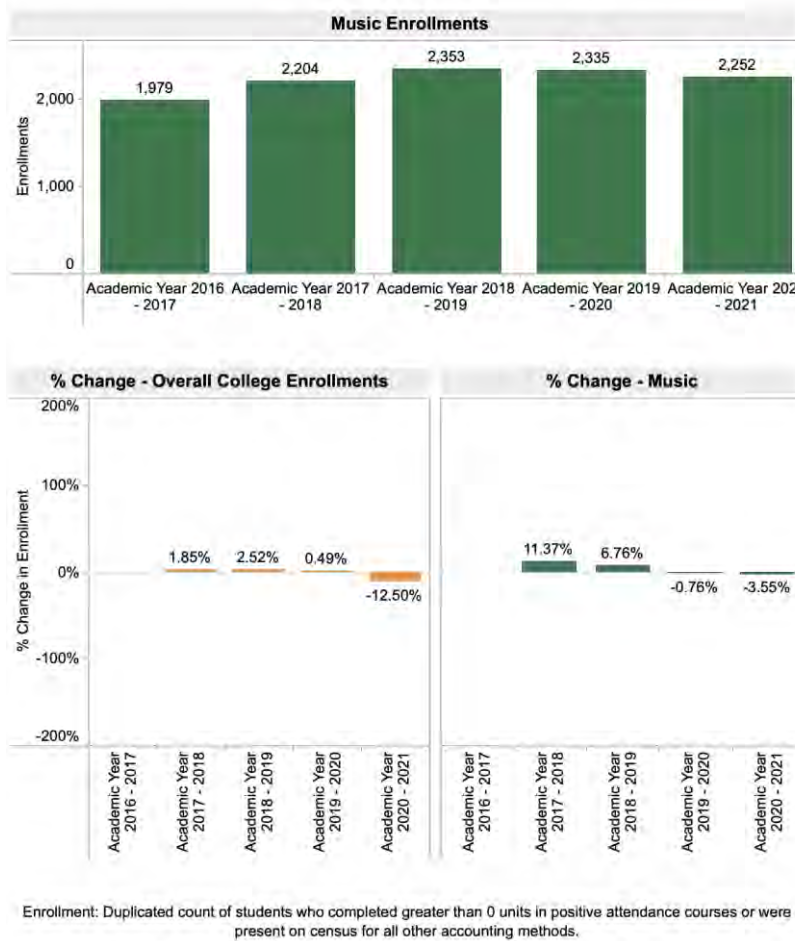 Music Enrollments
Enrollments
2,000
1,000
0
1,979
2,204
2,353
2,335
2,252
Academic Year 2016 Academic Year 2017 Academic Year 2018 Academic Year 2019 Academic Year
- 2017 - 2018 - 2019 - 2020 - 2021
% Change - Overall College Enrollments
% Change - Music
% Change in Enrollment
200%
100%
0%
-100%
-200%
1.85%
2.52%
0.49%
-12.50%
11.37%
6.76%
-0.76%
-3.55%
Academic Year
2016 - 2017
Academic Year
2017 - 2018
Academic Year
2018 - 2019
Academic Year
2019 - 2020
Academic Year
2020 - 2021
Academic Year
2016 - 2017
Academic Year
2017 - 2018
Academic Year
2018 - 2019
Academic Year
2019 - 2020
Academic Year
2020 - 2021
Enrollment: Duplicated count of students who completed greater than 0 units in positive attendance courses or were
present on census for all other accounting methods.